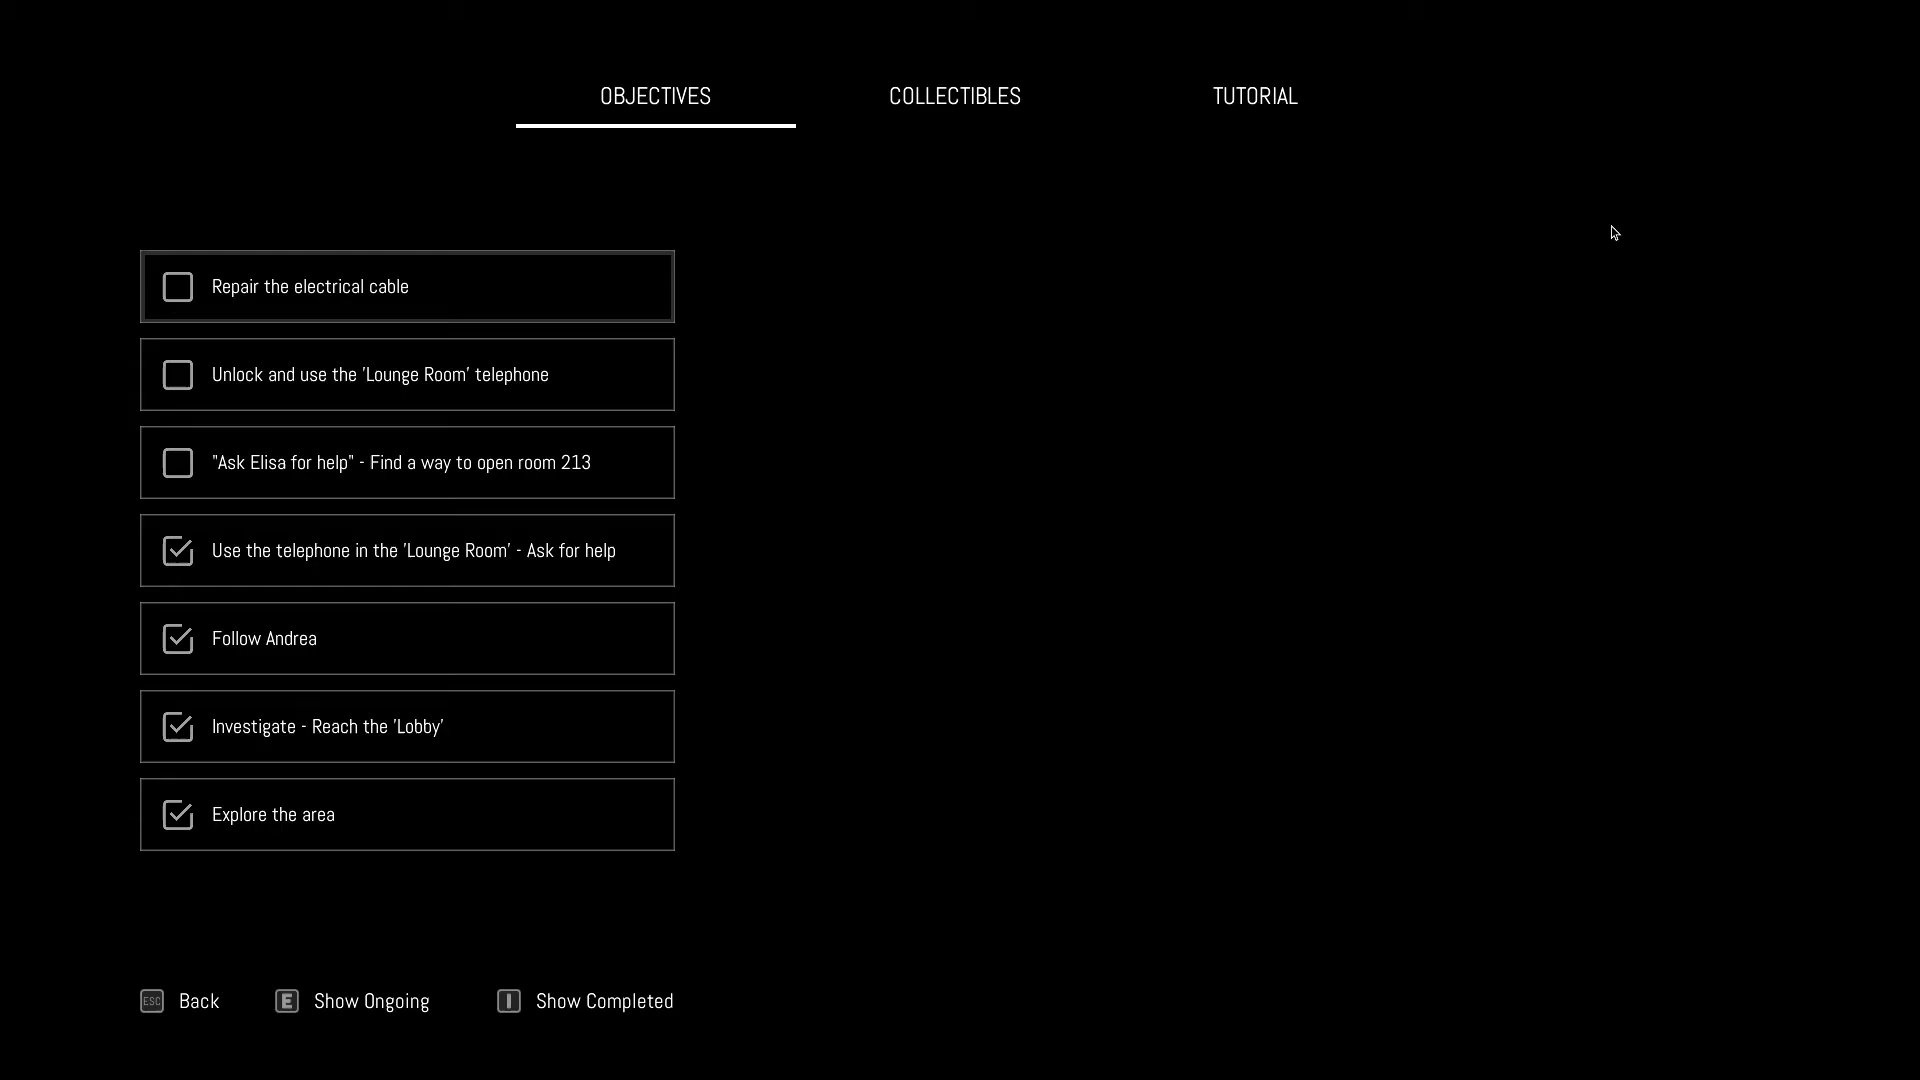 OBJECTIVES
COLLECTIBLES
TUTORIAL
Repair the electrical cable
Unlock and use the 'Lounge Room' telephone
"Ask Elisa for help" - Find a way to open room 213
Use the telephone in the 'Lounge Room' - Ask for help
Follow Andrea
Investigate - Reach the 'Lobby'
Explore the area
ESC Back
E Show Ongoing
I Show Completed